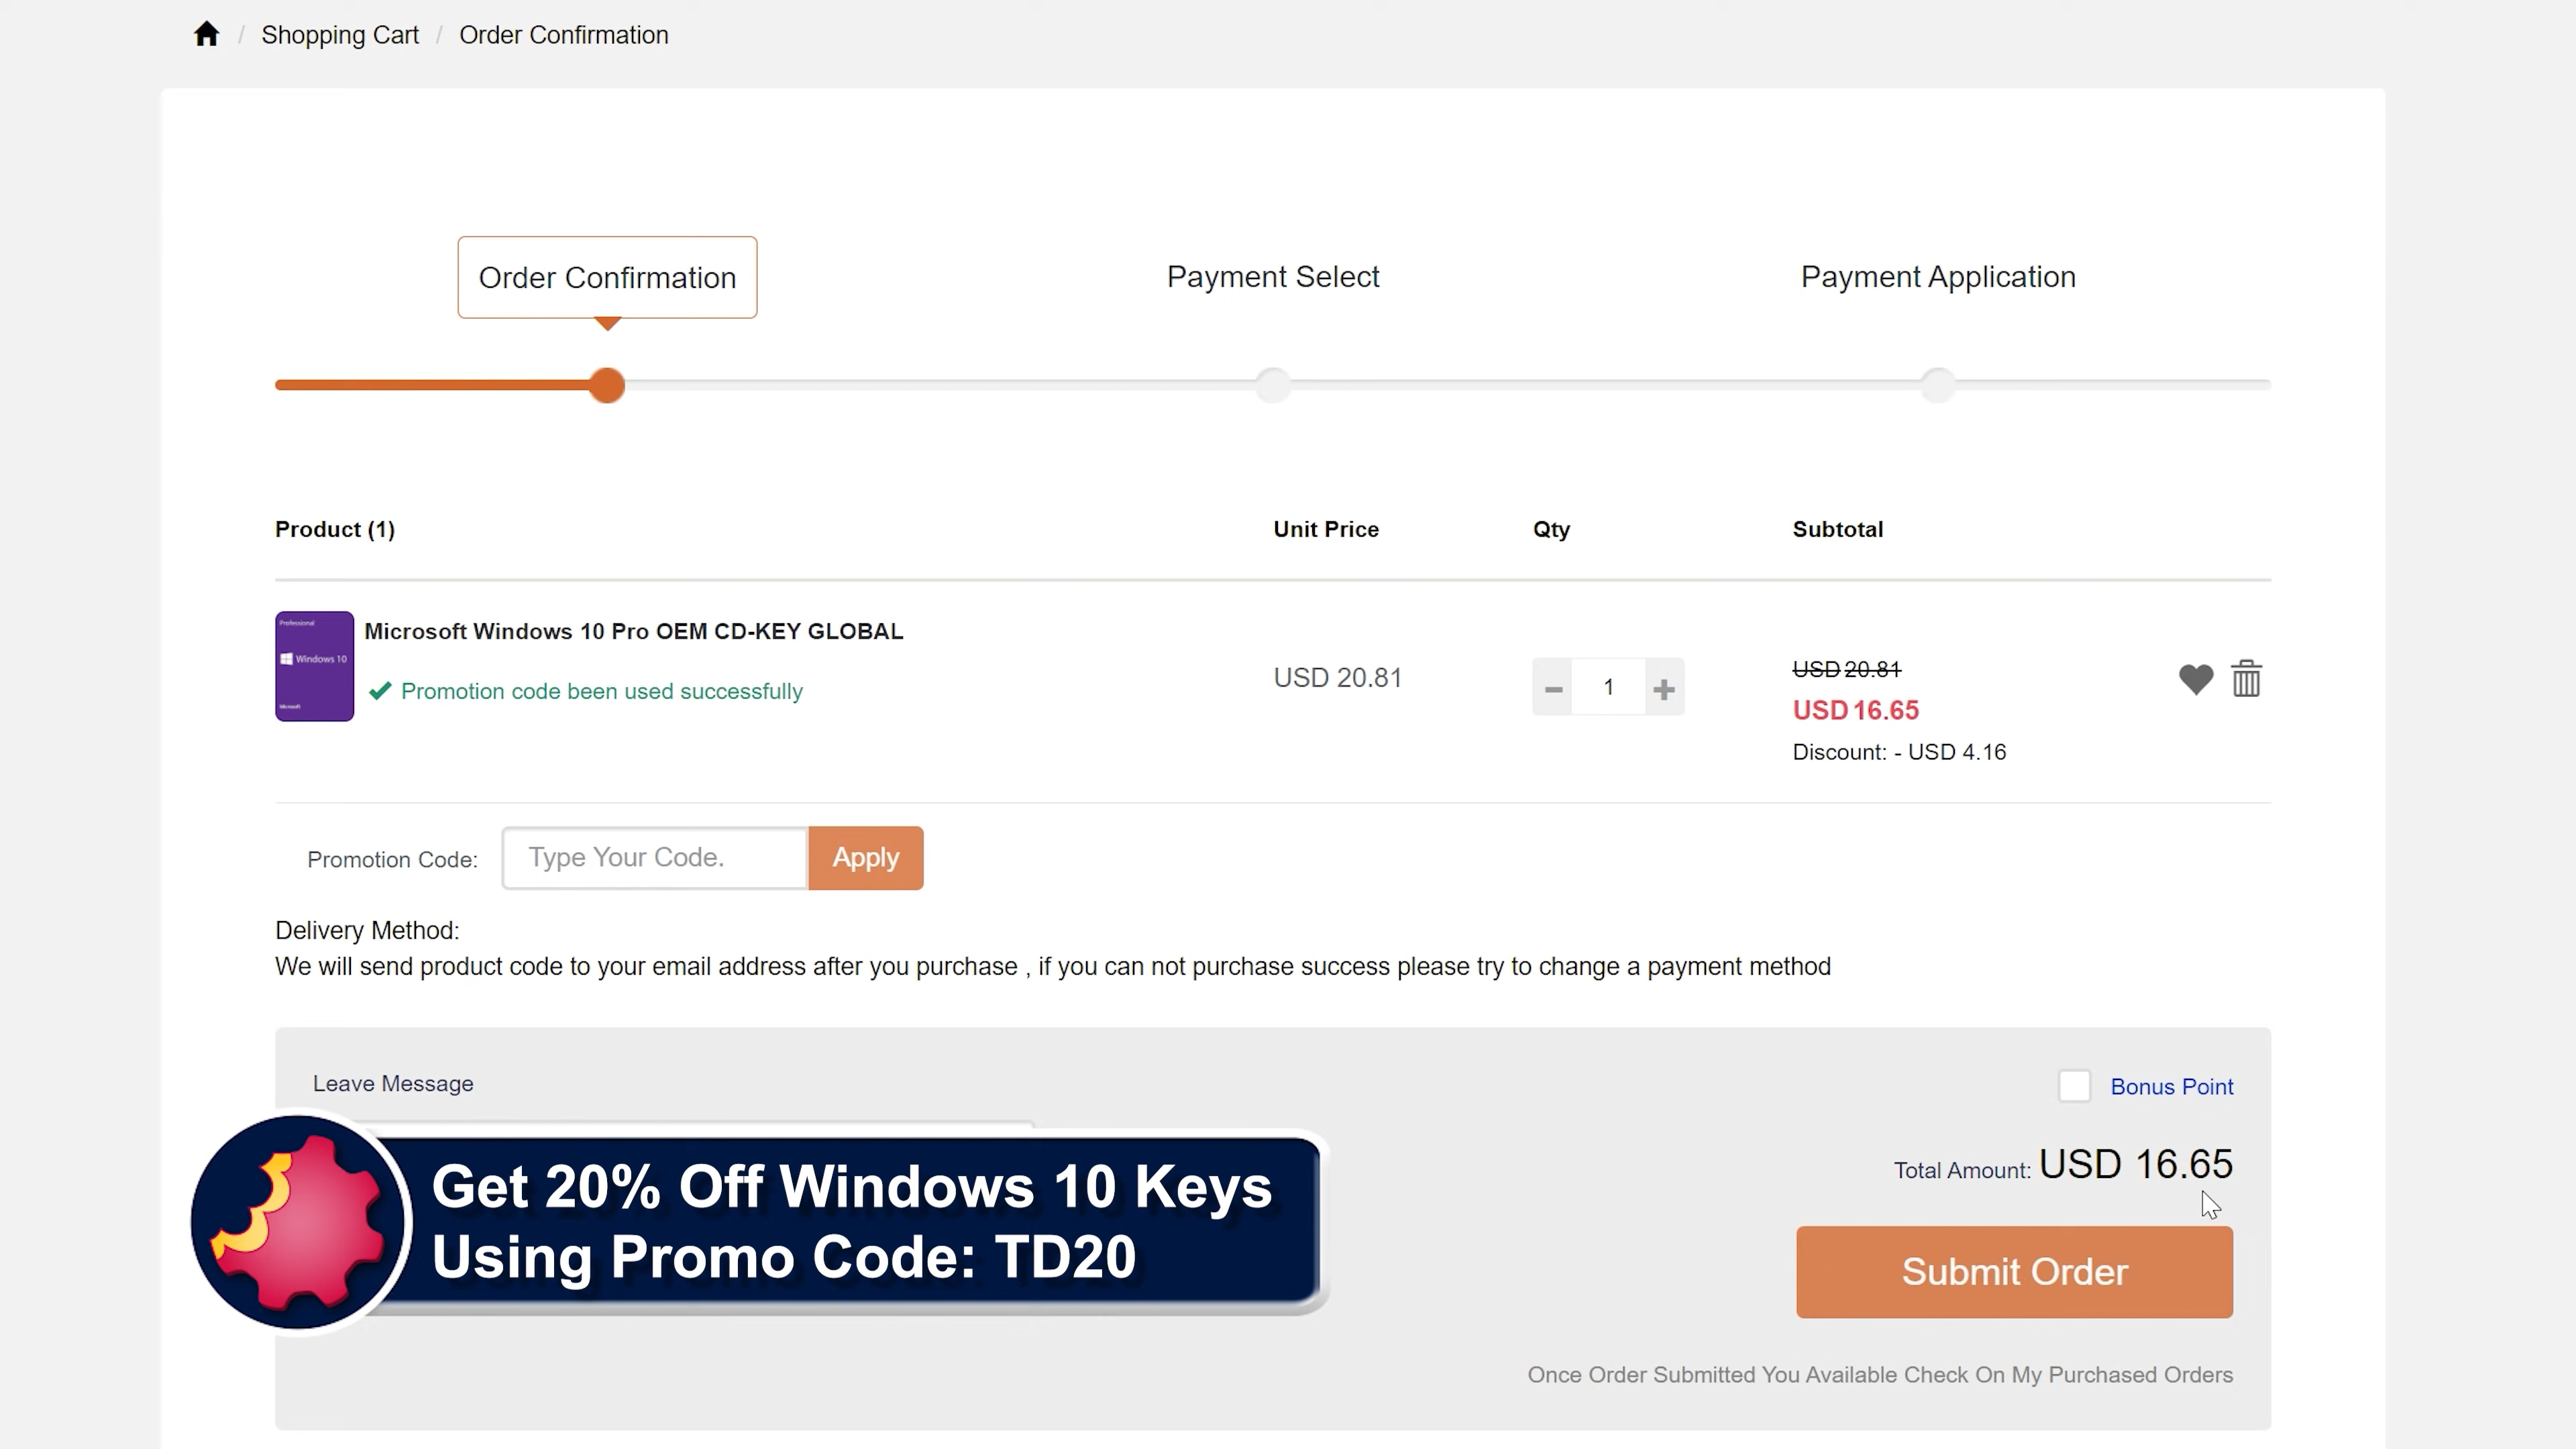 / Shopping Cart / Order Confirmation
Order Confirmation
Payment Select
Payment Application
Product (1)
Unit Price
Qty
Subtotal
Professional
Windows 10
Microsoft
Microsoft Windows 10 Pro OEM CD-KEY GLOBAL
Promotion code been used successfully
USD 20.81
1
USD 20.81
USD 16.65
Discount: - USD 4.16
Promotion Code:
Type Your Code.
Apply
Delivery Method:
We will send product code to your email address after you purchase , if you can not purchase success please try to change a payment method
Leave Message
Bonus Point
Total Amount: USD 16.65
Get 20% Off Windows 10 Keys
Using Promo Code: TD20
Submit Order
Once Order Submitted You Available Check On My Purchased Orders